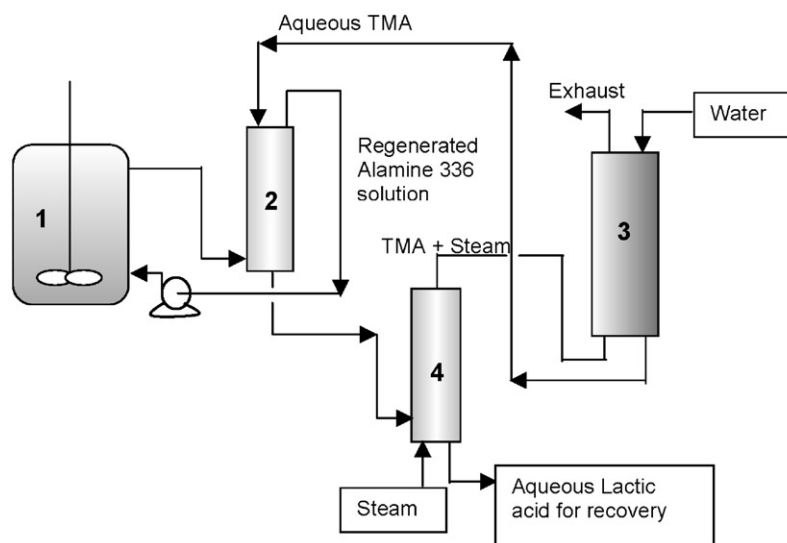 Aqueous TMA
Exhaust
Water
Regenerated
Alamine 336
solution
1
2
3
TMA + Steam
4
Steam
Aqueous Lactic
acid for recovery